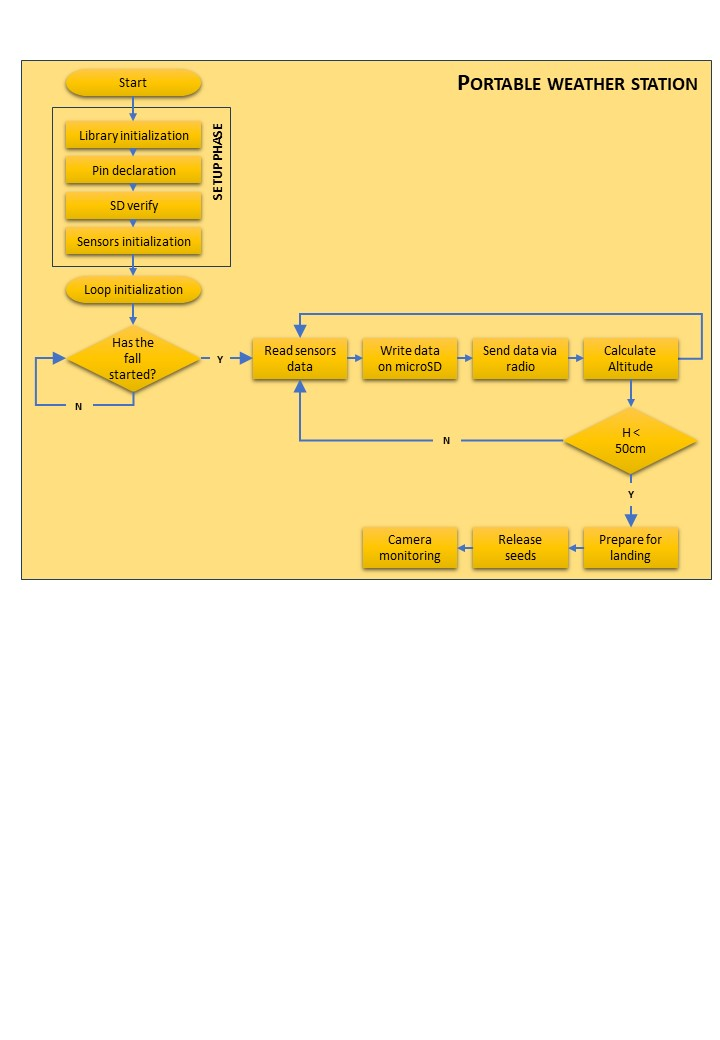 PORTABLE WEATHER STATION
Start
SETUP PHASE
Library initialization
Pin declaration
SD verify
Sensors initialization
Loop initialization
Has the
fall
started?
N
Y
Read sensors
data
Write data
on microSD
Send data via
radio
Calculate
Altitude
H <
50cm
N
Y
Prepare for
landing
Release
seeds
Camera
monitoring